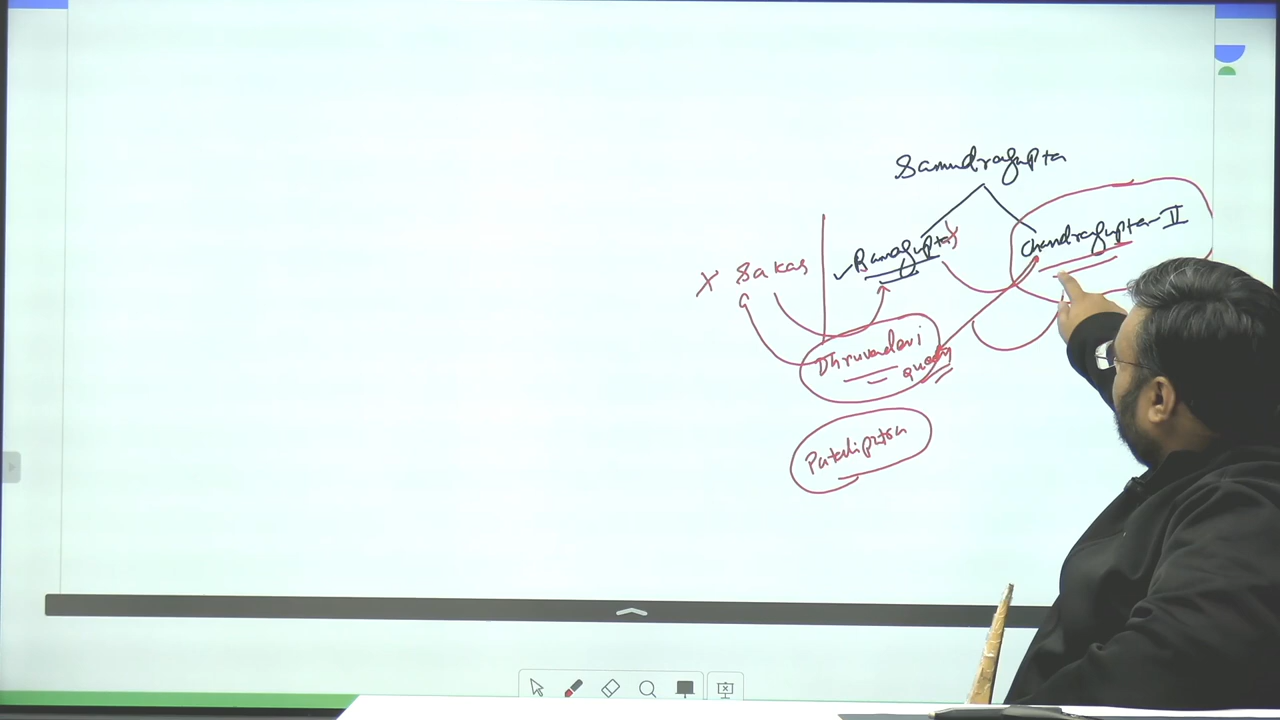 Samudragupta
Chandragupta-II
Ramagupta x
x Sakas
Dhruvadevi
queen
Pataliputra